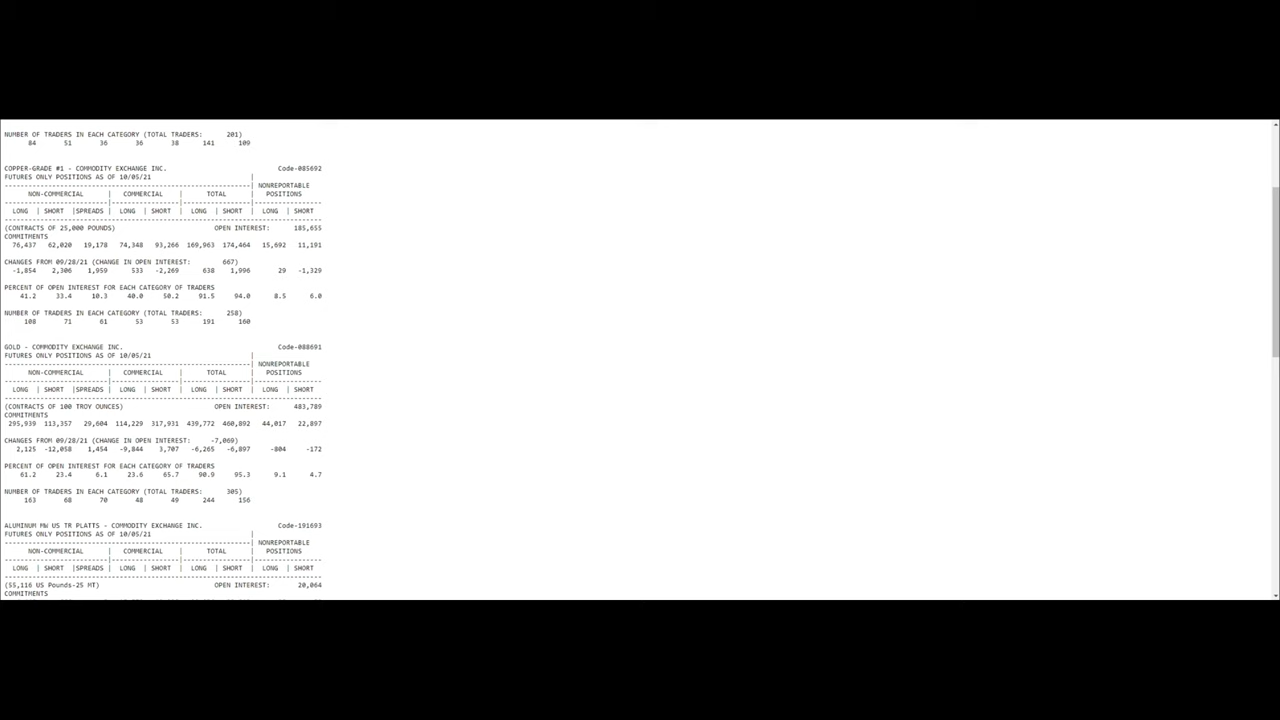 NUMBER OF TRADERS IN EACH CATEGORY (TOTAL TRADERS: 201)
84 51 36 36 38 141 109
COPPER-GRADE #1 - COMMODITY EXCHANGE INC. Code-085692
FUTURES ONLY POSITIONS AS OF 10/05/21 |
--------------------------------------------------------------| NONREPORTABLE
NON-COMMERCIAL | COMMERCIAL | TOTAL | POSITIONS
--------------------------|------------------|------------------|-----------------
LONG | SHORT |SPREADS | LONG | SHORT | LONG | SHORT | LONG | SHORT
--------------------------------------------------------------------------------
(CONTRACTS OF 25,000 POUNDS) OPEN INTEREST: 185,655
COMMITMENTS
76,437 62,020 19,178 74,348 93,266 169,963 174,464 15,692 11,191
CHANGES FROM 09/28/21 (CHANGE IN OPEN INTEREST: 667)
-1,854 2,306 1,959 533 -2,269 638 1,996 29 -1,329
PERCENT OF OPEN INTEREST FOR EACH CATEGORY OF TRADERS
41.2 33.4 10.3 40.0 50.2 91.5 94.0 8.5 6.0
NUMBER OF TRADERS IN EACH CATEGORY (TOTAL TRADERS: 258)
108 71 61 53 53 191 160
GOLD - COMMODITY EXCHANGE INC. Code-088691
FUTURES ONLY POSITIONS AS OF 10/05/21 |
--------------------------------------------------------------| NONREPORTABLE
NON-COMMERCIAL | COMMERCIAL | TOTAL | POSITIONS
--------------------------|------------------|------------------|-----------------
LONG | SHORT |SPREADS | LONG | SHORT | LONG | SHORT | LONG | SHORT
--------------------------------------------------------------------------------
(CONTRACTS OF 100 TROY OUNCES) OPEN INTEREST: 483,789
COMMITMENTS
295,939 113,357 29,604 114,229 317,931 439,772 460,892 44,017 22,897
CHANGES FROM 09/28/21 (CHANGE IN OPEN INTEREST: -7,069)
2,125 -12,058 1,454 -9,844 3,707 -6,265 -6,897 -804 -172
PERCENT OF OPEN INTEREST FOR EACH CATEGORY OF TRADERS
61.2 23.4 6.1 23.6 65.7 90.9 95.3 9.1 4.7
NUMBER OF TRADERS IN EACH CATEGORY (TOTAL TRADERS: 305)
163 68 70 48 49 244 156
ALUMINUM MW US TR PLATTS - COMMODITY EXCHANGE INC. Code-191693
FUTURES ONLY POSITIONS AS OF 10/05/21 |
--------------------------------------------------------------| NONREPORTABLE
NON-COMMERCIAL | COMMERCIAL | TOTAL | POSITIONS
--------------------------|------------------|------------------|-----------------
LONG | SHORT |SPREADS | LONG | SHORT | LONG | SHORT | LONG | SHORT
--------------------------------------------------------------------------------
(55,116 US Pounds-25 MT) OPEN INTEREST: 20,064
COMMITMENTS